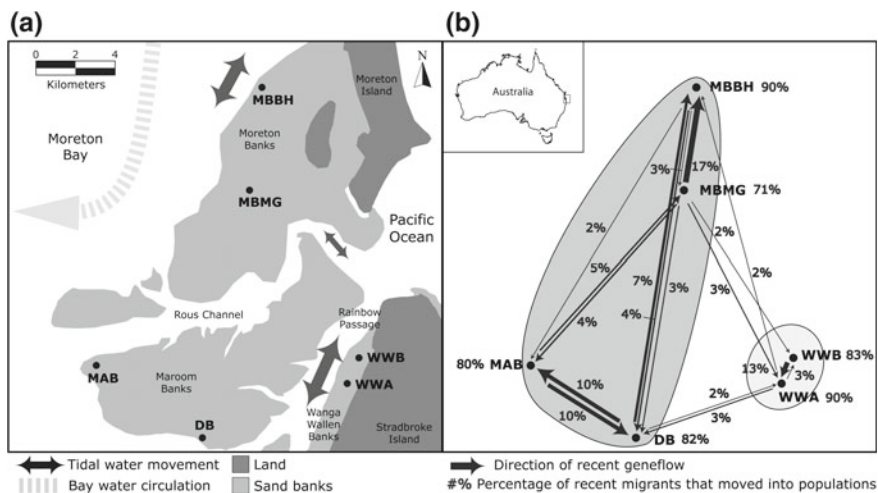 (a)
0 2 4
Kilometers
N
MBBH
Moreton Island
Moreton Banks
Moreton Bay
MBMG
Pacific Ocean
Rous Channel
Rainbow Passage
WWB
MAB
Maroom Banks
WWA
DB
Wanga Wallen Banks
Stradbroke Island
Tidal water movement
Land
Bay water circulation
Sand banks
(b)
Australia
MBBH 90%
3% 17%
MBMG 71%
2% 2%
5% 7% 3% 3% 2%
4% 4%
80% MAB
WWB 83%
13% 3%
10%
WWA 90%
2%
10% 3%
DB 82%
Direction of recent geneflow
#% Percentage of recent migrants that moved into populations